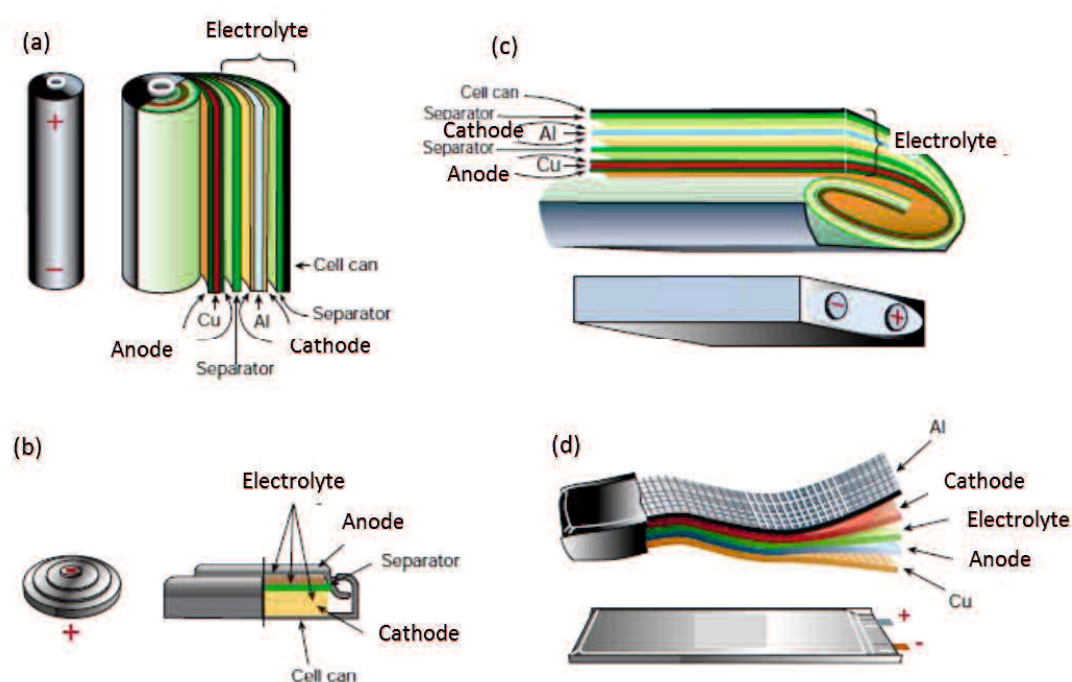 (a)
Electrolyte
+
−
Cell can
Separator
Cu
Al
Anode
Cathode
Separator
(c)
Cell can
Separator
Cathode
Al
Separator
Cu
Anode
Electrolyte
−
+
(b)
Electrolyte
Anode
Separator
Cathode
Cell can
−
+
(d)
Al
Cathode
Electrolyte
Anode
Cu
+
-